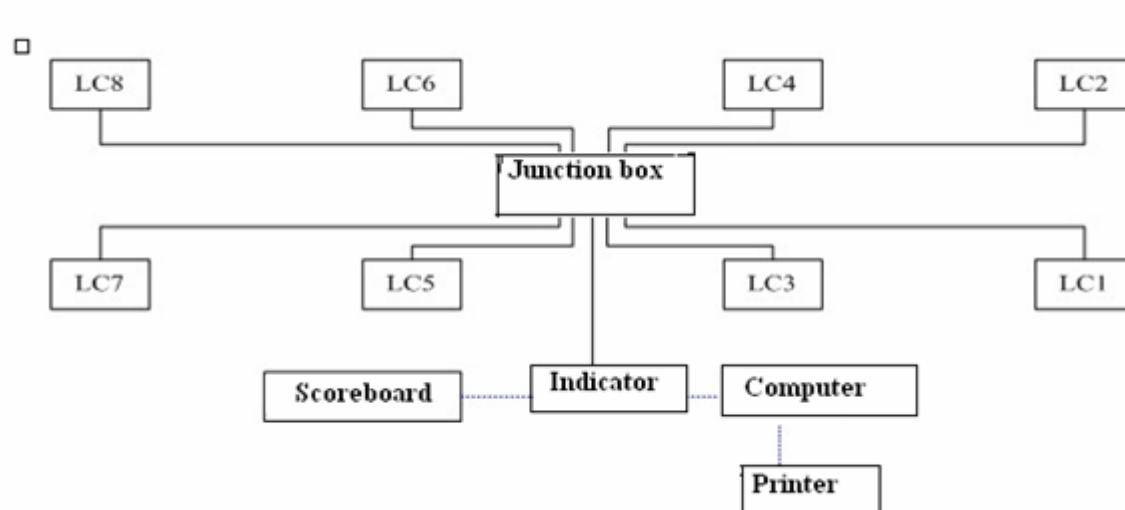 LC8
LC6
LC4
LC2
Junction box
LC7
LC5
LC3
LC1
Scoreboard
Indicator
Computer
Printer